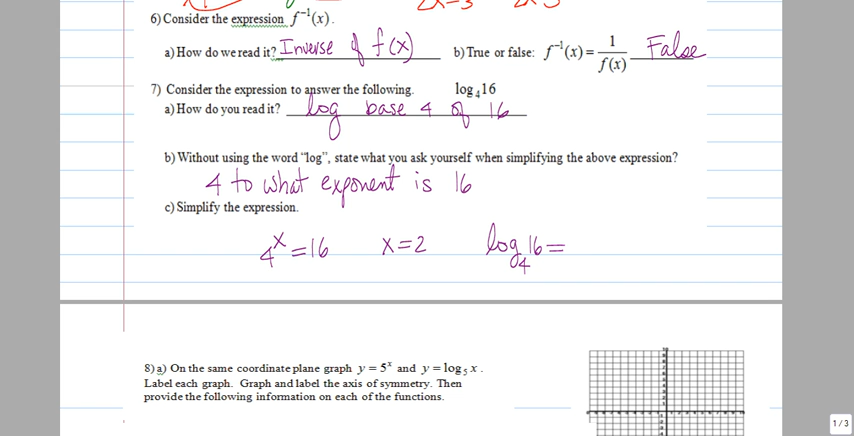 2x-3 2x-3
6) Consider the expression f⁻¹(x).
a) How do we read it? Inverse of f(x) b) True or false: f⁻¹(x) = 1/f(x) False
7) Consider the expression to answer the following. log₄16
a) How do you read it? log base 4 of 16
b) Without using the word "log", state what you ask yourself when simplifying the above expression?
4 to what exponent is 16
c) Simplify the expression.
4ˣ = 16 x = 2 log₄16 =
8) a) On the same coordinate plane graph y = 5ˣ and y = log₅ x.
Label each graph. Graph and label the axis of symmetry. Then
provide the following information on each of the functions.
1 / 3